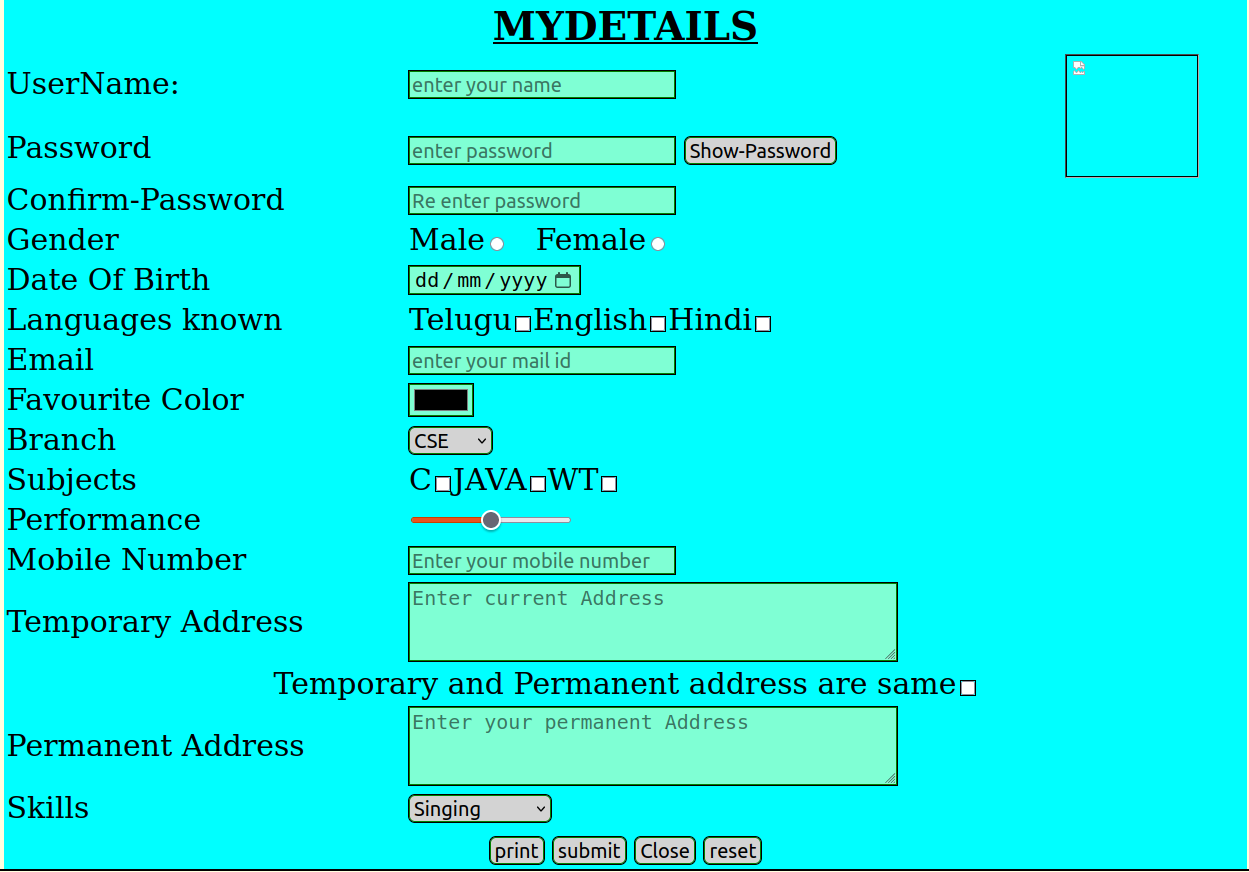 MYDETAILS
UserName: enter your name
Password enter password Show-Password
Confirm-Password Re enter password
Gender Male Female
Date Of Birth dd/mm/yyyy
Languages known Telugu English Hindi
Email enter your mail id
Favourite Color
Branch CSE
Subjects C JAVA WT
Performance
Mobile Number Enter your mobile number
Temporary Address Enter current Address
Temporary and Permanent address are same
Permanent Address Enter your permanent Address
Skills Singing
print submit Close reset